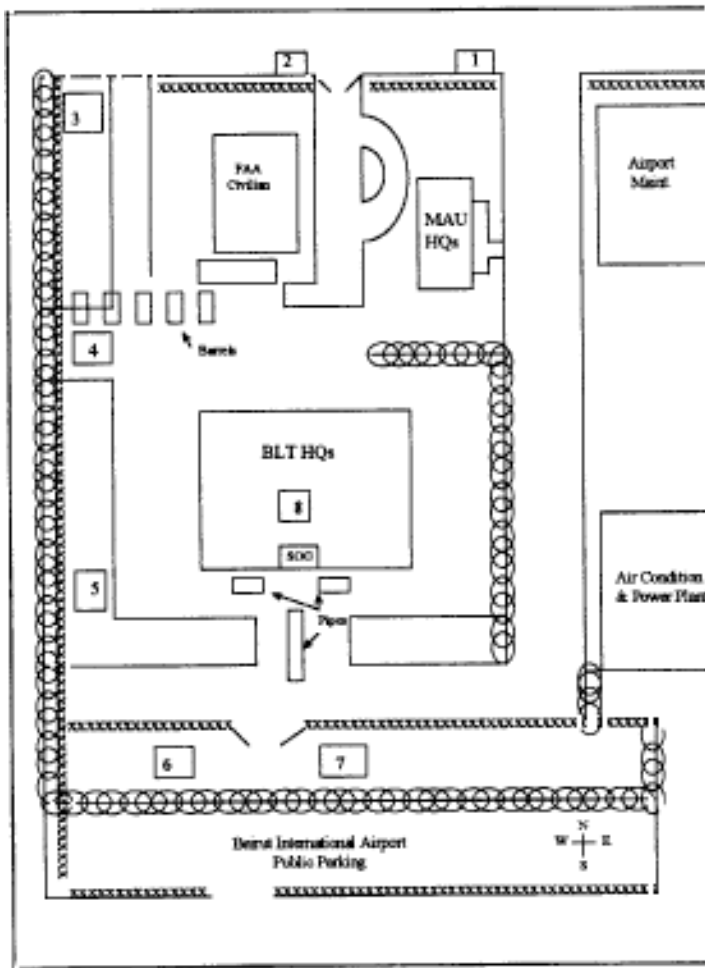 2
1
3
FAA
Civilian
MAU
HQs
Airport
Maint.
4
Barrels
BLT HQs
8
SOG
5
Pipes
Air Condition
& Power Plant
6
7
Beirut International Airport
Public Parking
N
W
E
S